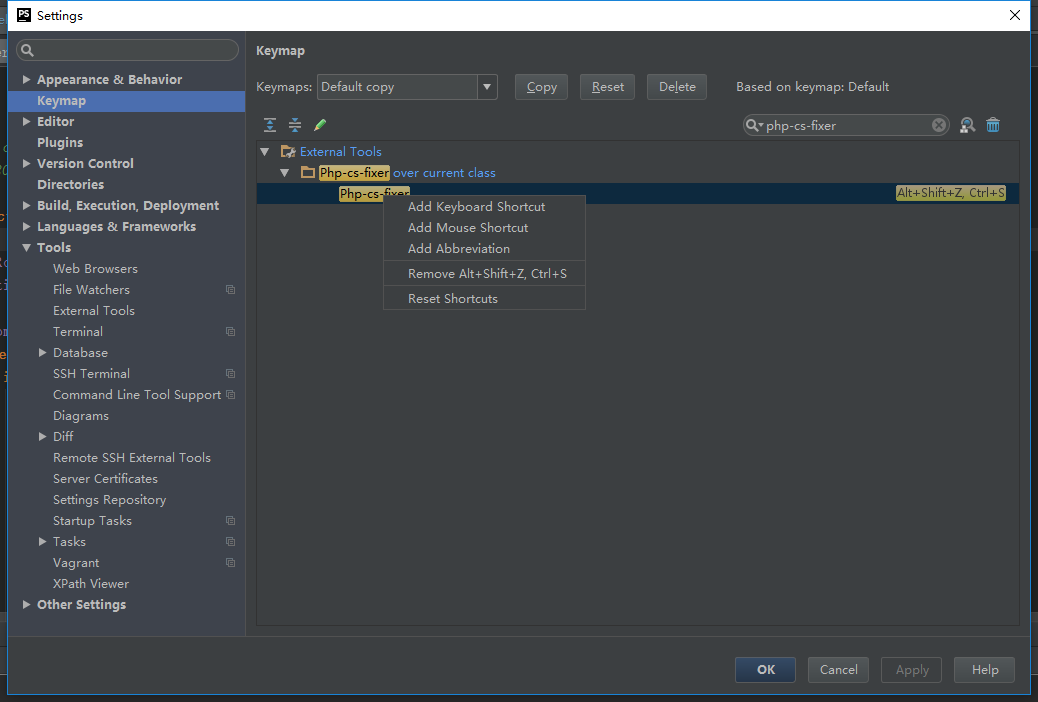 PS Settings
Keymap
Keymaps: Default copy Copy Reset Delete Based on keymap: Default
php-cs-fixer
Appearance & Behavior
Keymap
Editor
Plugins
Version Control
Directories
Build, Execution, Deployment
Languages & Frameworks
Tools
Web Browsers
File Watchers
External Tools
Terminal
Database
SSH Terminal
Command Line Tool Support
Diagrams
Diff
Remote SSH External Tools
Server Certificates
Settings Repository
Startup Tasks
Tasks
Vagrant
XPath Viewer
Other Settings
External Tools
Php-cs-fixer over current class
Php-cs-fixer Alt+Shift+Z, Ctrl+S
Add Keyboard Shortcut
Add Mouse Shortcut
Add Abbreviation
Remove Alt+Shift+Z, Ctrl+S
Reset Shortcuts
OK Cancel Apply Help